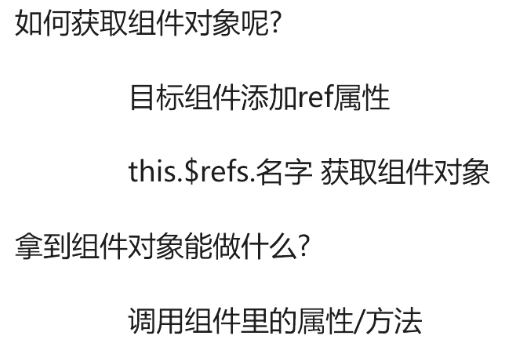 如何获取组件对象呢?
目标组件添加ref属性
this.$refs.名字 获取组件对象
拿到组件对象能做什么?
调用组件里的属性/方法